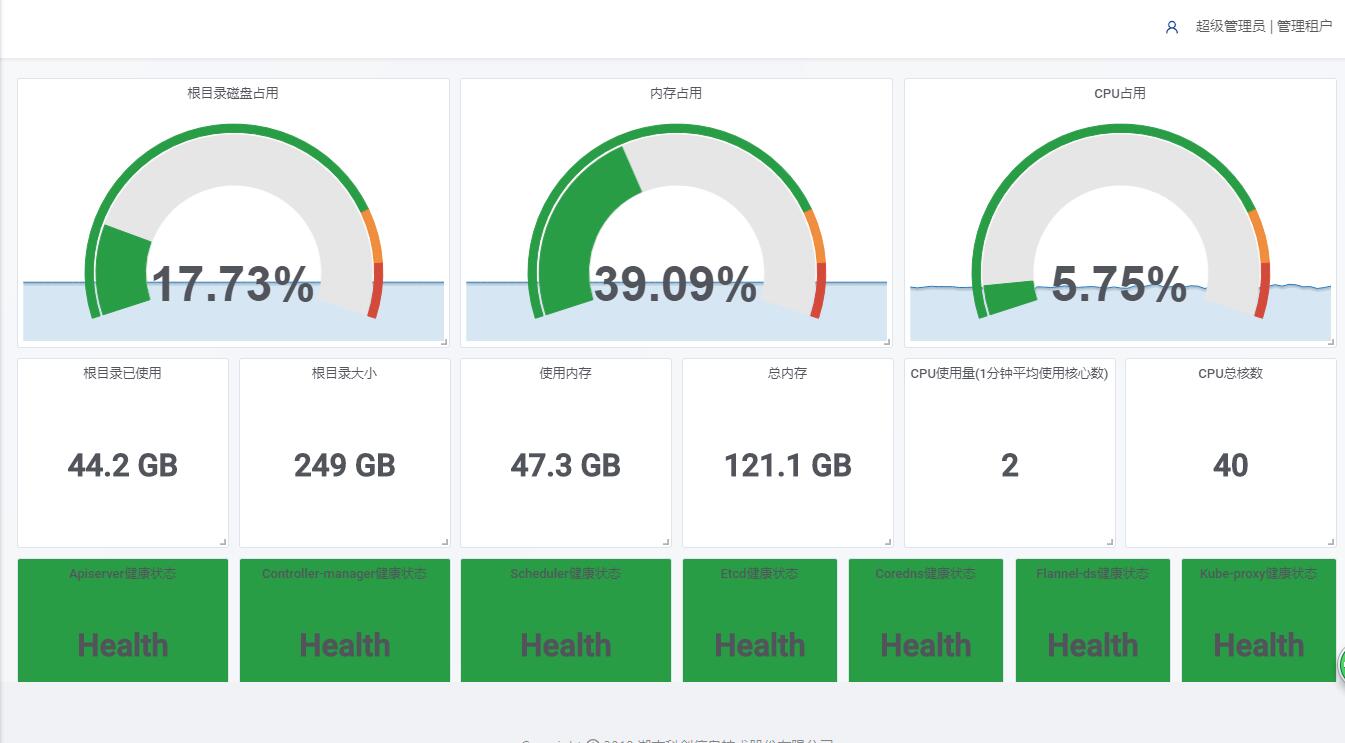 超级管理员 | 管理租户
根目录磁盘占用
17.73%
内存占用
39.09%
CPU占用
5.75%
根目录已使用
44.2 GB
根目录大小
249 GB
使用内存
47.3 GB
总内存
121.1 GB
CPU使用量(1分钟平均使用核心数)
2
CPU总核数
40
Apiserver健康状态
Health
Controller-manager健康状态
Health
Scheduler健康状态
Health
Etcd健康状态
Health
Coredns健康状态
Health
Flannel-ds健康状态
Health
Kube-proxy健康状态
Health